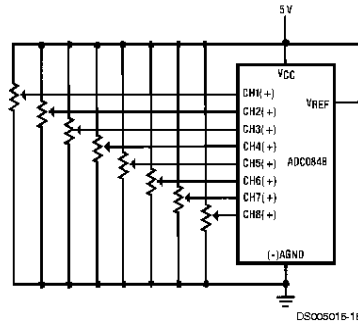 5 V
VCC
CH1(+)
CH2(+)
VREF
CH3(+)
CH4(+)
CH5(+)
ADC0848
CH6(+)
CH7(+)
CH8(+)
(-)AGND
DS005016-18